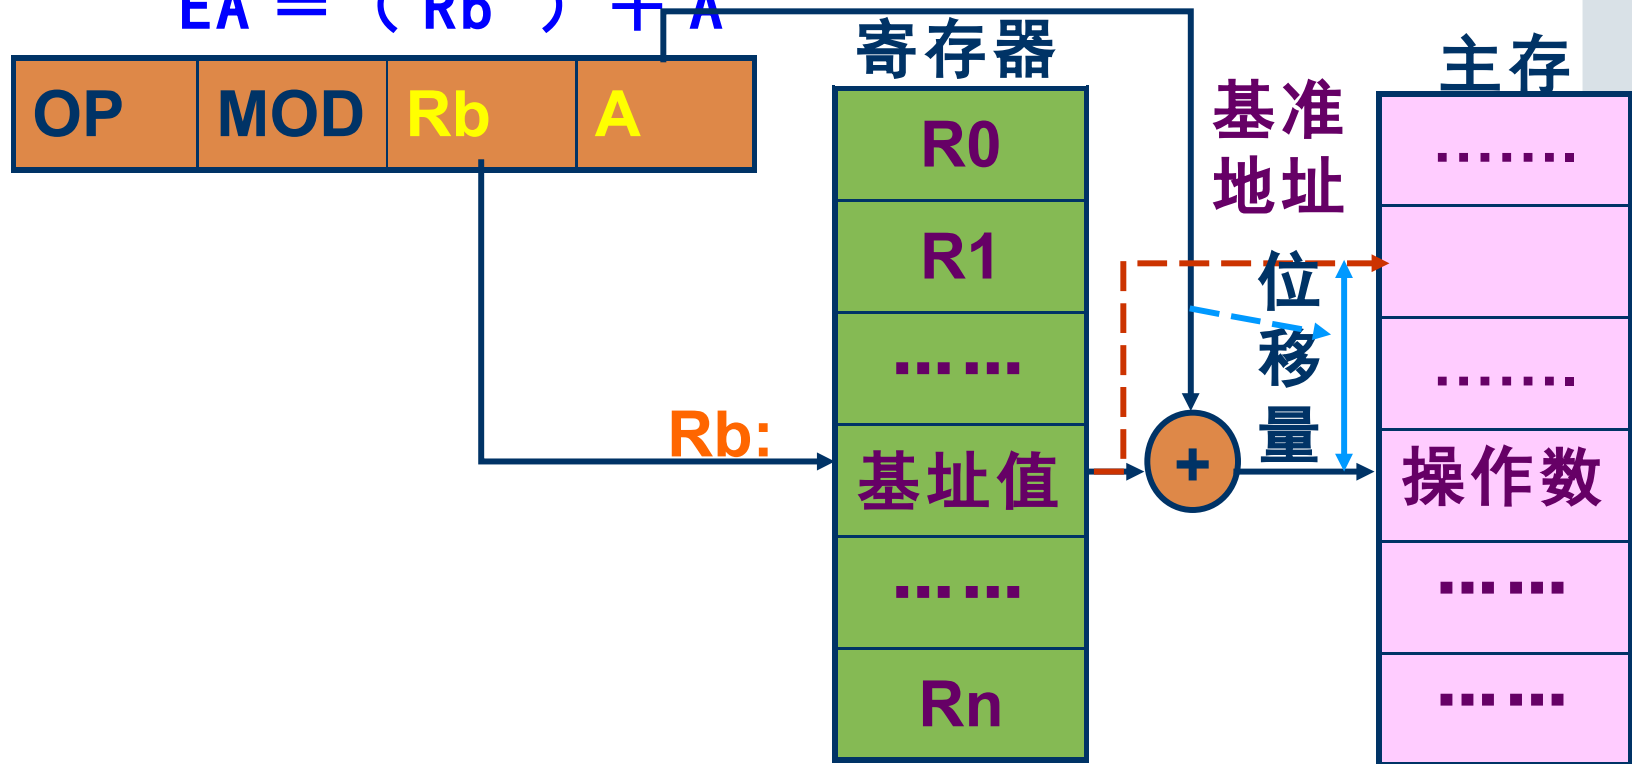 EA = ( Rb ) + A
OP MOD Rb A
寄存器
R0
R1
……
Rb:
基址值
……
Rn
+
基准
地址
位
移
量
主存
.......
.......
操作数
……
……